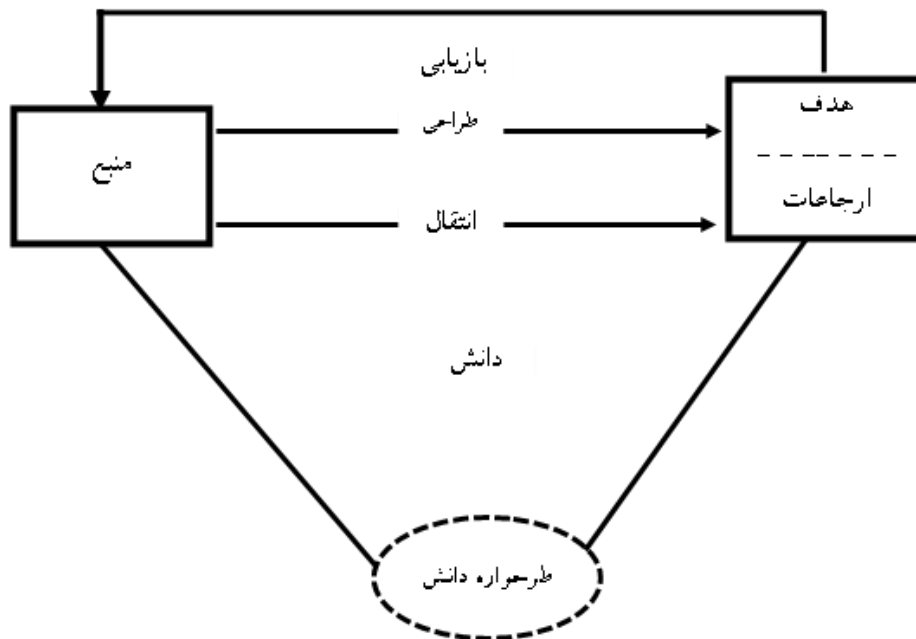 بازیابی
هدف
طراحی
منبع
ارجاعات
انتقال
دانش
طرحواره دانش